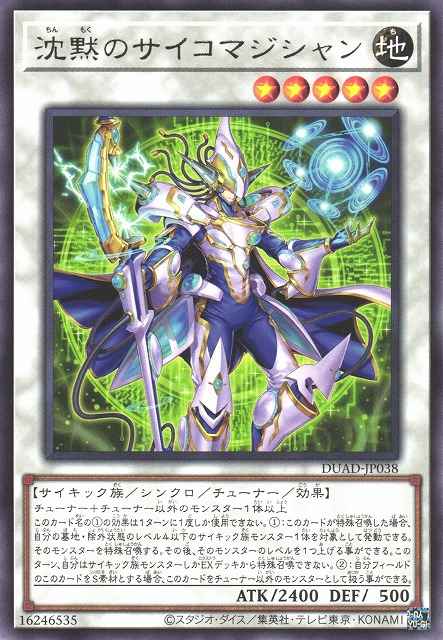 沈黙のサイコマジシャン 地
DUAD-JP038
【サイキック族／シンクロ／チューナー／効果】
チューナー＋チューナー以外のモンスター1体以上
このカード名の①の効果は1ターンに1度しか使用できない。①：このカードが特殊召喚した場合、
自分の墓地・除外状態のレベル4以下のサイキック族モンスター1体を対象として発動できる。
そのモンスターを特殊召喚する。その後、そのモンスターのレベルを1つ上げる事ができる。この
ターン、自分はサイキック族モンスターしかEXデッキから特殊召喚できない。②：自分フィールド
のこのカードをS素材とする場合、このカードをチューナー以外のモンスターとして扱う事ができる。
ATK/2400 DEF/ 500
16246535 ©スタジオ・ダイス／集英社・テレビ東京・KONAMI